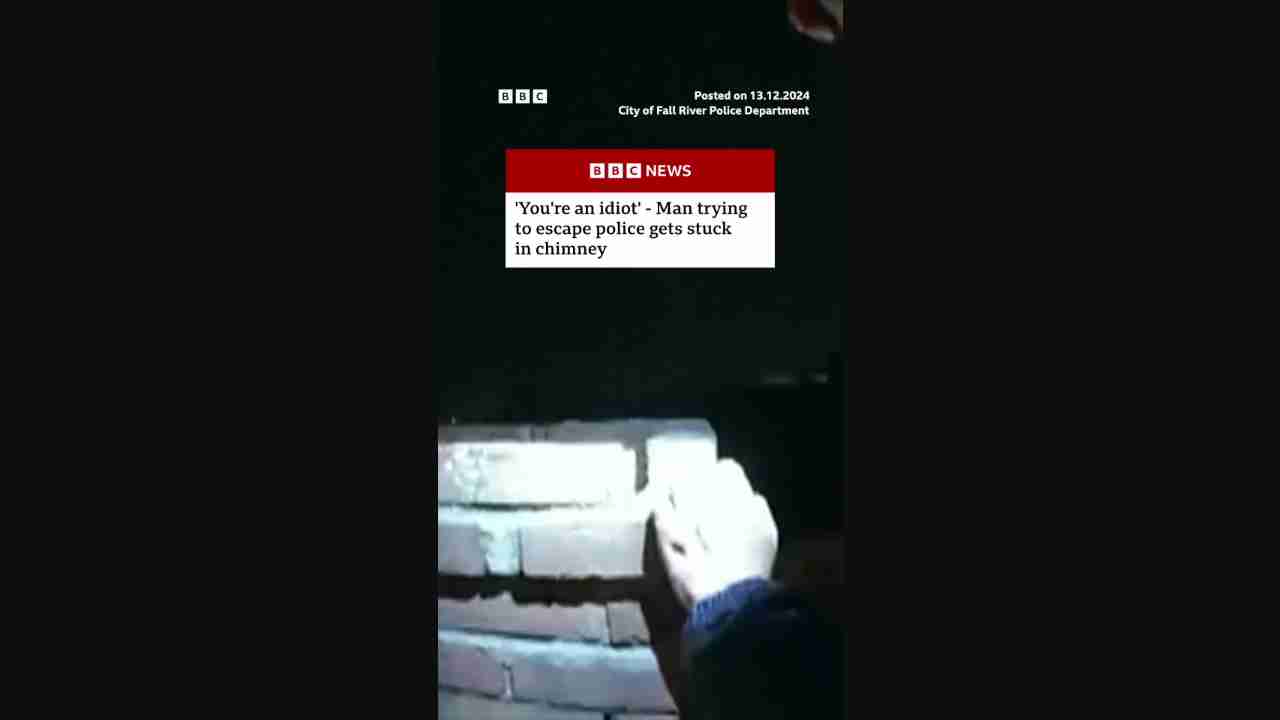 BBC
Posted on 13.12.2024
City of Fall River Police Department
BBC NEWS
'You're an idiot' - Man trying
to escape police gets stuck
in chimney